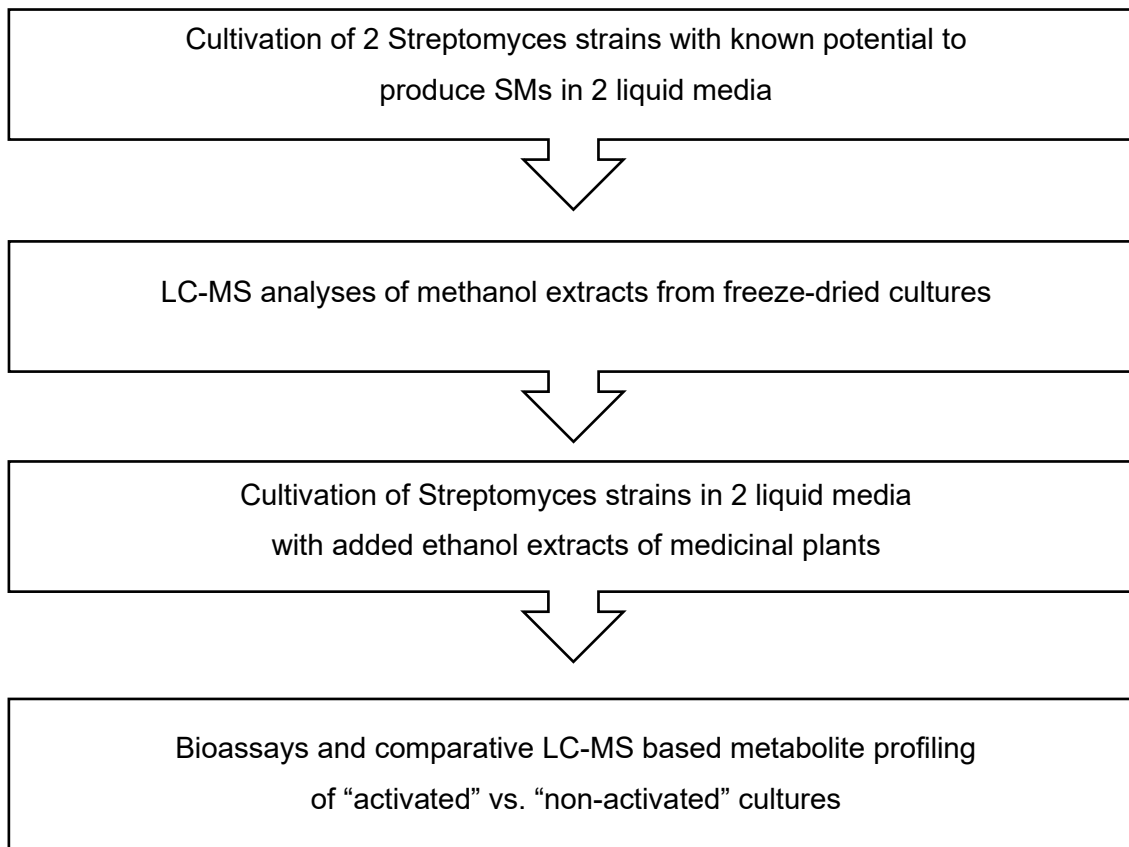 Cultivation of 2 Streptomyces strains with known potential to
produce SMs in 2 liquid media
LC-MS analyses of methanol extracts from freeze-dried cultures
Cultivation of Streptomyces strains in 2 liquid media
with added ethanol extracts of medicinal plants
Bioassays and comparative LC-MS based metabolite profiling
of “activated” vs. “non-activated” cultures